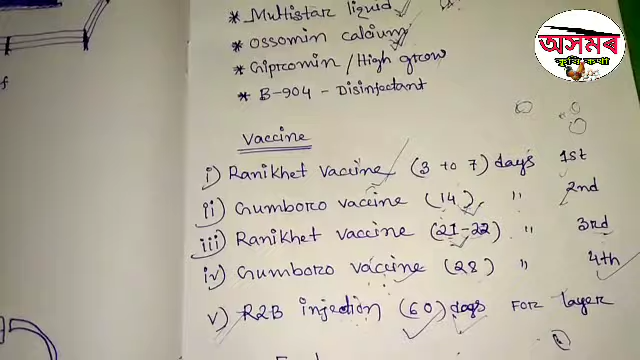 * Multistar liquid
* Ossomin calcium
* Gipromin / High grow
* B-904 - Disinfectant
Vaccine
i) Ranikhet vaccine (3 to 7) days 1st
ii) Gumboro vaccine (14) " 2nd
iii) Ranikhet vaccine (21-22) " 3rd
iv) Gumboro vaccine (28) " 4th
v) R2B injection (60) days For layer
অসমৰ
কৃষি কথা